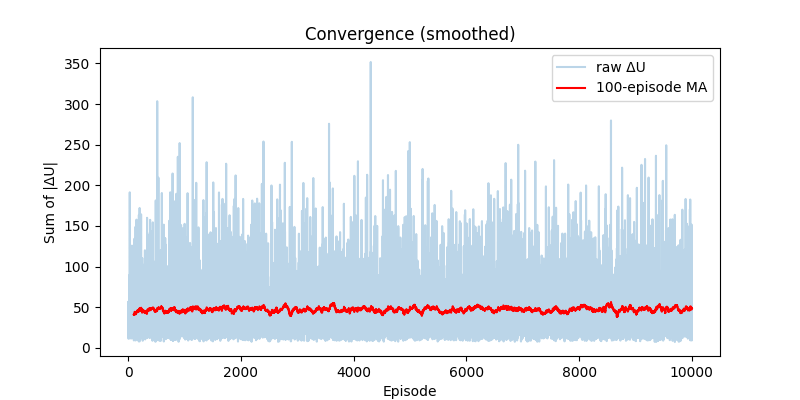 Convergence (smoothed)
raw ΔU
100-episode MA
Sum of |ΔU|
350
300
250
200
150
100
50
0
0 2000 4000 6000 8000 10000
Episode